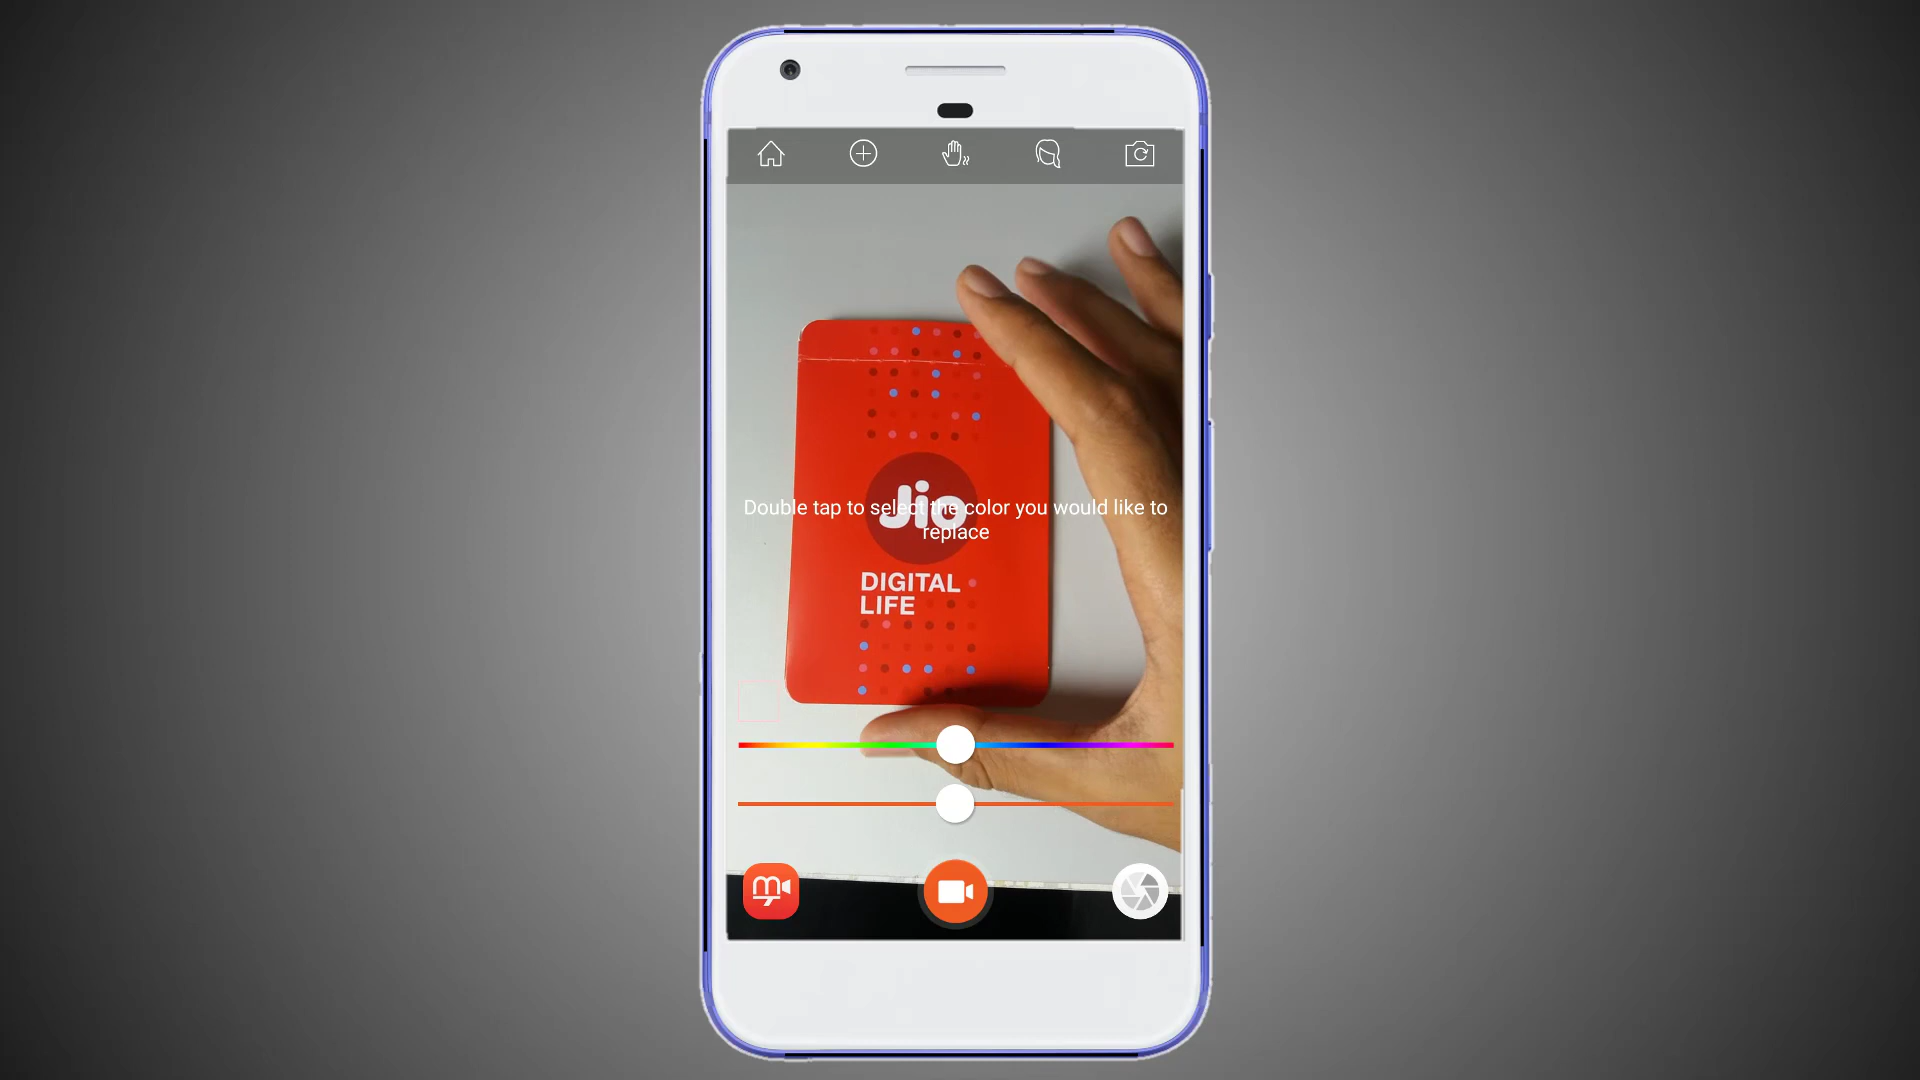 Jio
Double tap to select the color you would like to
replace
DIGITAL
LIFE